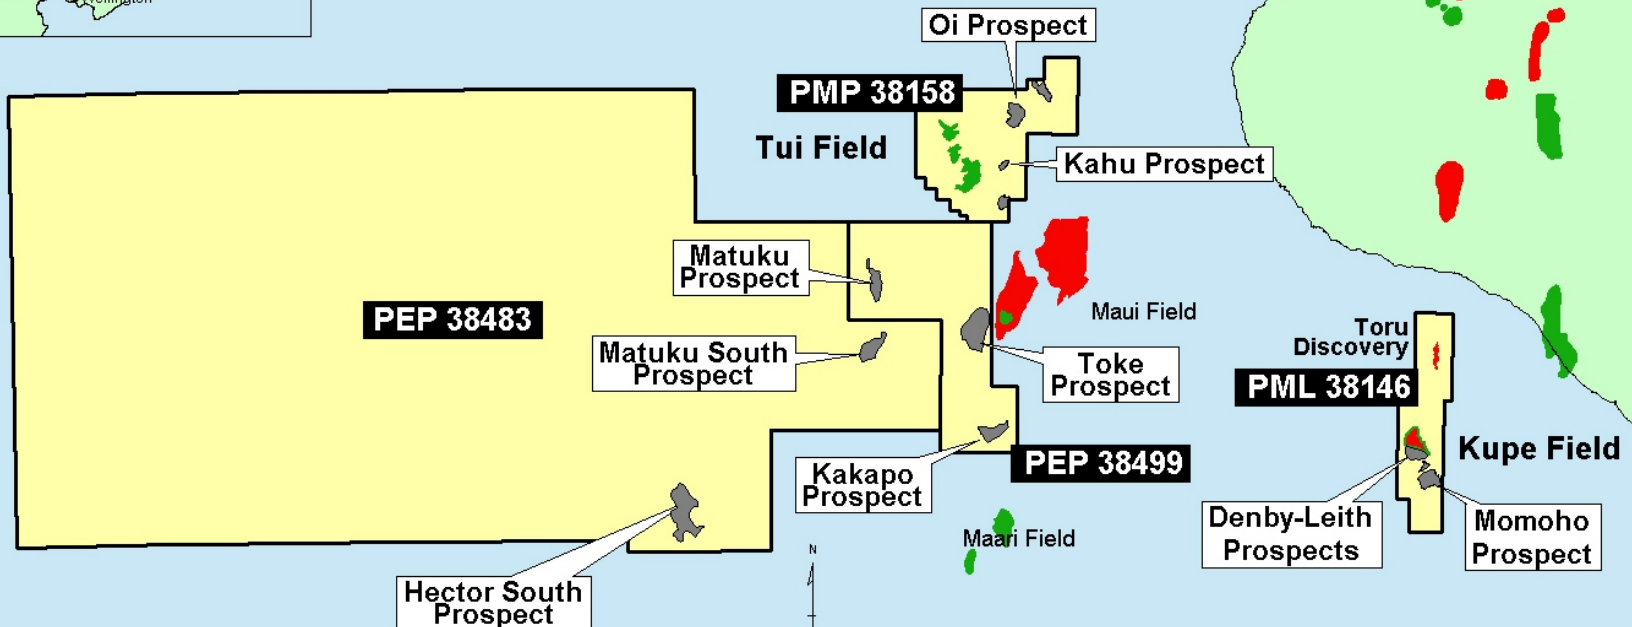 Wellington
Oi Prospect
PMP 38158
Tui Field
Kahu Prospect
Matuku
Prospect
PEP 38483
Maui Field
Matuku South
Prospect
Toke
Prospect
Toru
Discovery
PML 38146
Kupe Field
Kakapo
Prospect
PEP 38499
Denby-Leith
Prospects
Momoho
Prospect
Maari Field
N
Hector South
Prospect